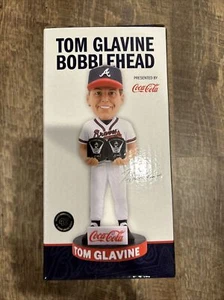 TOM GLAVINE
BOBBLEHEAD
PRESENTED BY
Coca-Cola
A
Braves
Coca-Cola
TOM GLAVINE